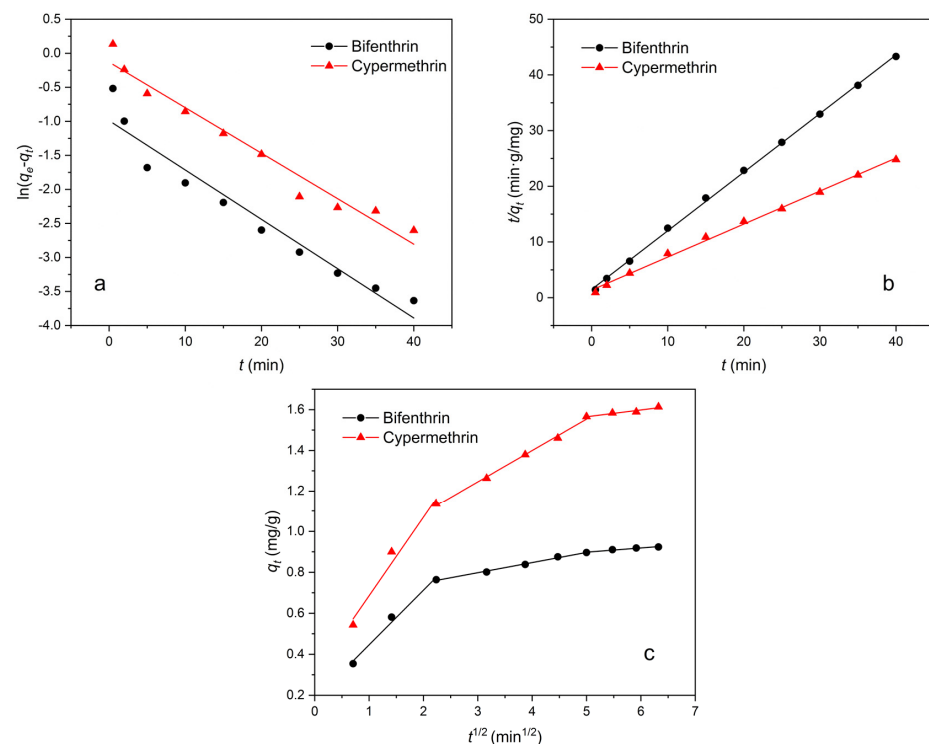 0.5
0.0
-0.5
-1.0
-1.5
-2.0
-2.5
-3.0
-3.5
-4.0
ln(qe-qt)
Bifenthrin
Cypermethrin
a
0 10 20 30 40
t (min)
50
40
30
20
10
0
t/qt (min·g/mg)
Bifenthrin
Cypermethrin
b
0 10 20 30 40
t (min)
1.6
1.4
1.2
1.0
0.8
0.6
0.4
0.2
qt (mg/g)
Bifenthrin
Cypermethrin
c
0 1 2 3 4 5 6 7
t1/2 (min1/2)